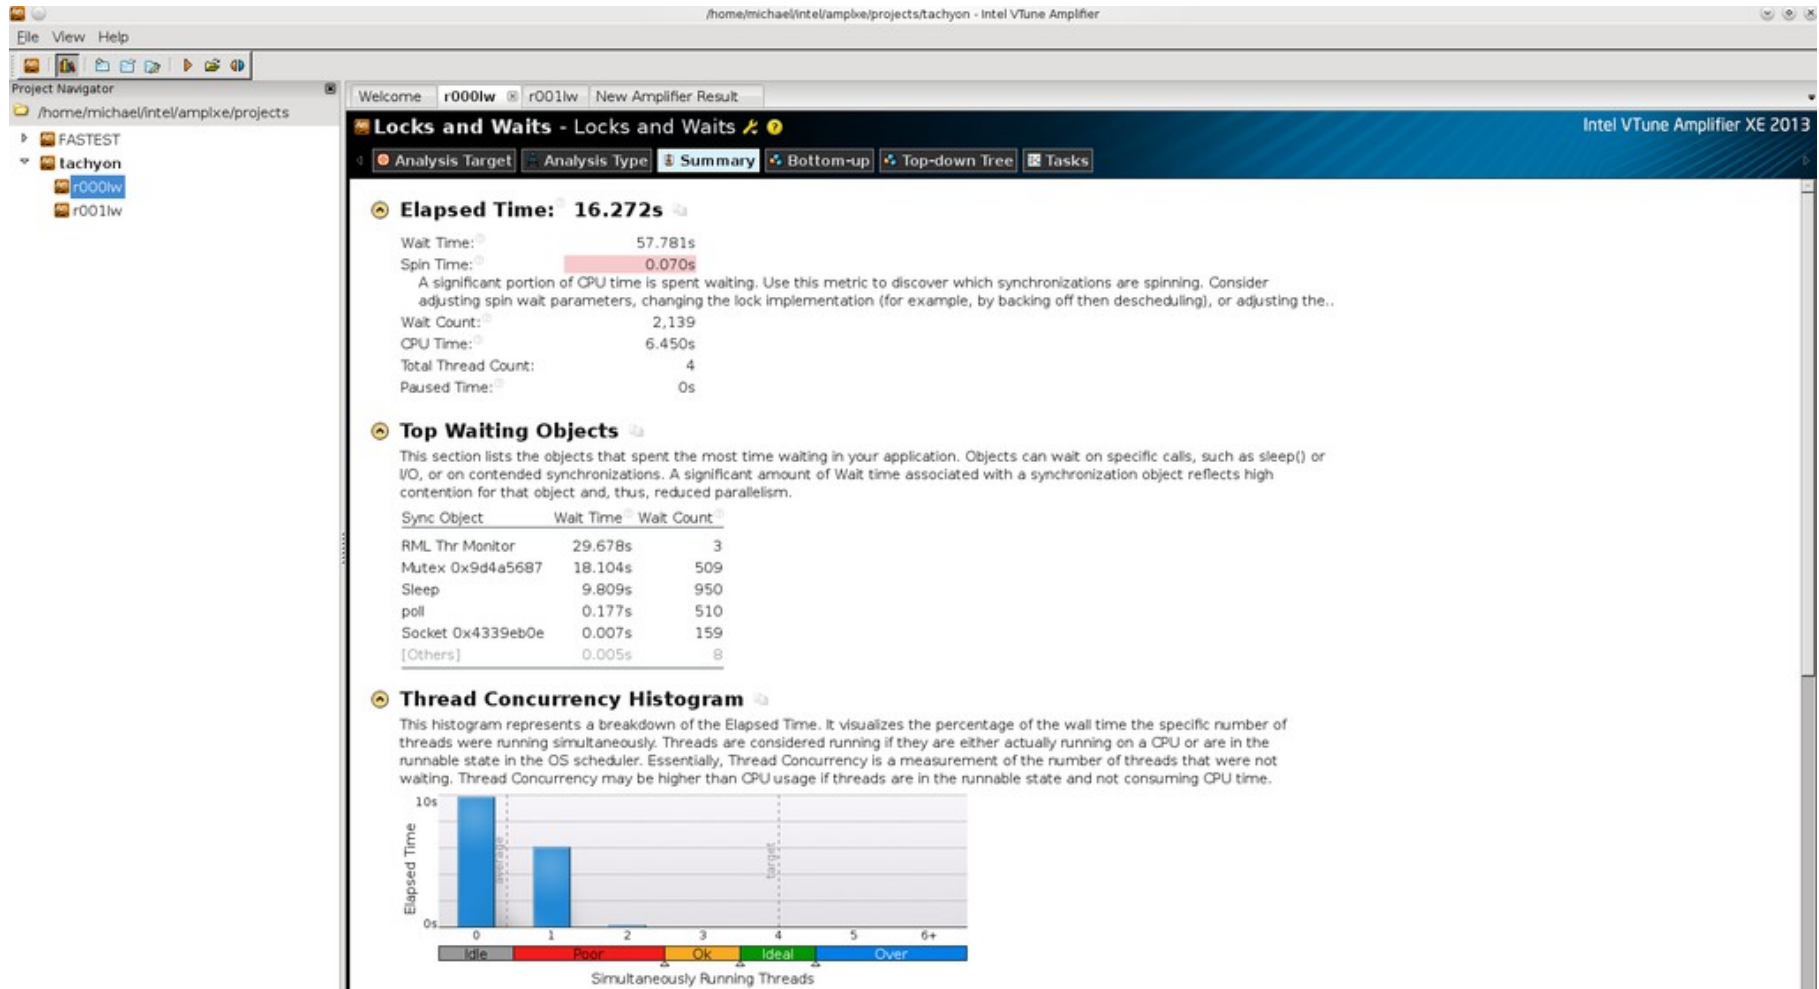 /home/michael/intel/amplxe/projects/tachyon - Intel VTune Amplifier
File View Help
Project Navigator
/home/michael/intel/amplxe/projects
FASTEST
tachyon
r000lw
r001lw
Welcome r000lw r001lw New Amplifier Result
Locks and Waits - Locks and Waits
Intel VTune Amplifier XE 2013
Analysis Target Analysis Type Summary Bottom-up Top-down Tree Tasks
Elapsed Time: 16.272s
Wait Time: 57.781s
Spin Time: 0.070s
A significant portion of CPU time is spent waiting. Use this metric to discover which synchronizations are spinning. Consider
adjusting spin wait parameters, changing the lock implementation (for example, by backing off then descheduling), or adjusting the..
Wait Count: 2,139
CPU Time: 6.450s
Total Thread Count: 4
Paused Time: 0s
Top Waiting Objects
This section lists the objects that spent the most time waiting in your application. Objects can wait on specific calls, such as sleep() or
I/O, or on contended synchronizations. A significant amount of Wait time associated with a synchronization object reflects high
contention for that object and, thus, reduced parallelism.
Sync Object Wait Time Wait Count
RML Thr Monitor 29.678s 3
Mutex 0x9d4a5687 18.104s 509
Sleep 9.809s 950
poll 0.177s 510
Socket 0x4339eb0e 0.007s 159
[Others] 0.005s 8
Thread Concurrency Histogram
This histogram represents a breakdown of the Elapsed Time. It visualizes the percentage of the wall time the specific number of
threads were running simultaneously. Threads are considered running if they are either actually running on a CPU or are in the
runnable state in the OS scheduler. Essentially, Thread Concurrency is a measurement of the number of threads that were not
waiting. Thread Concurrency may be higher than CPU usage if threads are in the runnable state and not consuming CPU time.
10s
Elapsed Time
average
target
0s
0 1 2 3 4 5 6+
Idle Poor Ok Ideal Over
Simultaneously Running Threads